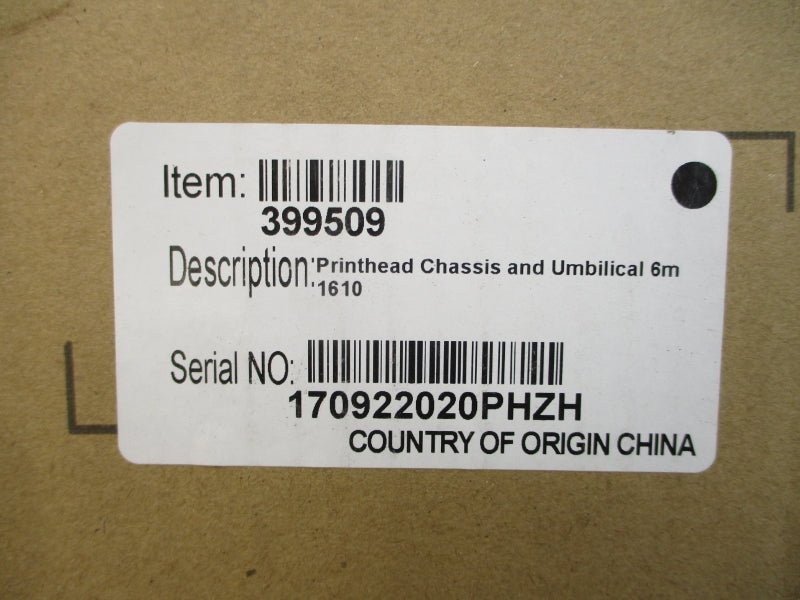 Item:
399509
Description: Printhead Chassis and Umbilical 6m
1610
Serial NO:
170922020PHZH
COUNTRY OF ORIGIN CHINA